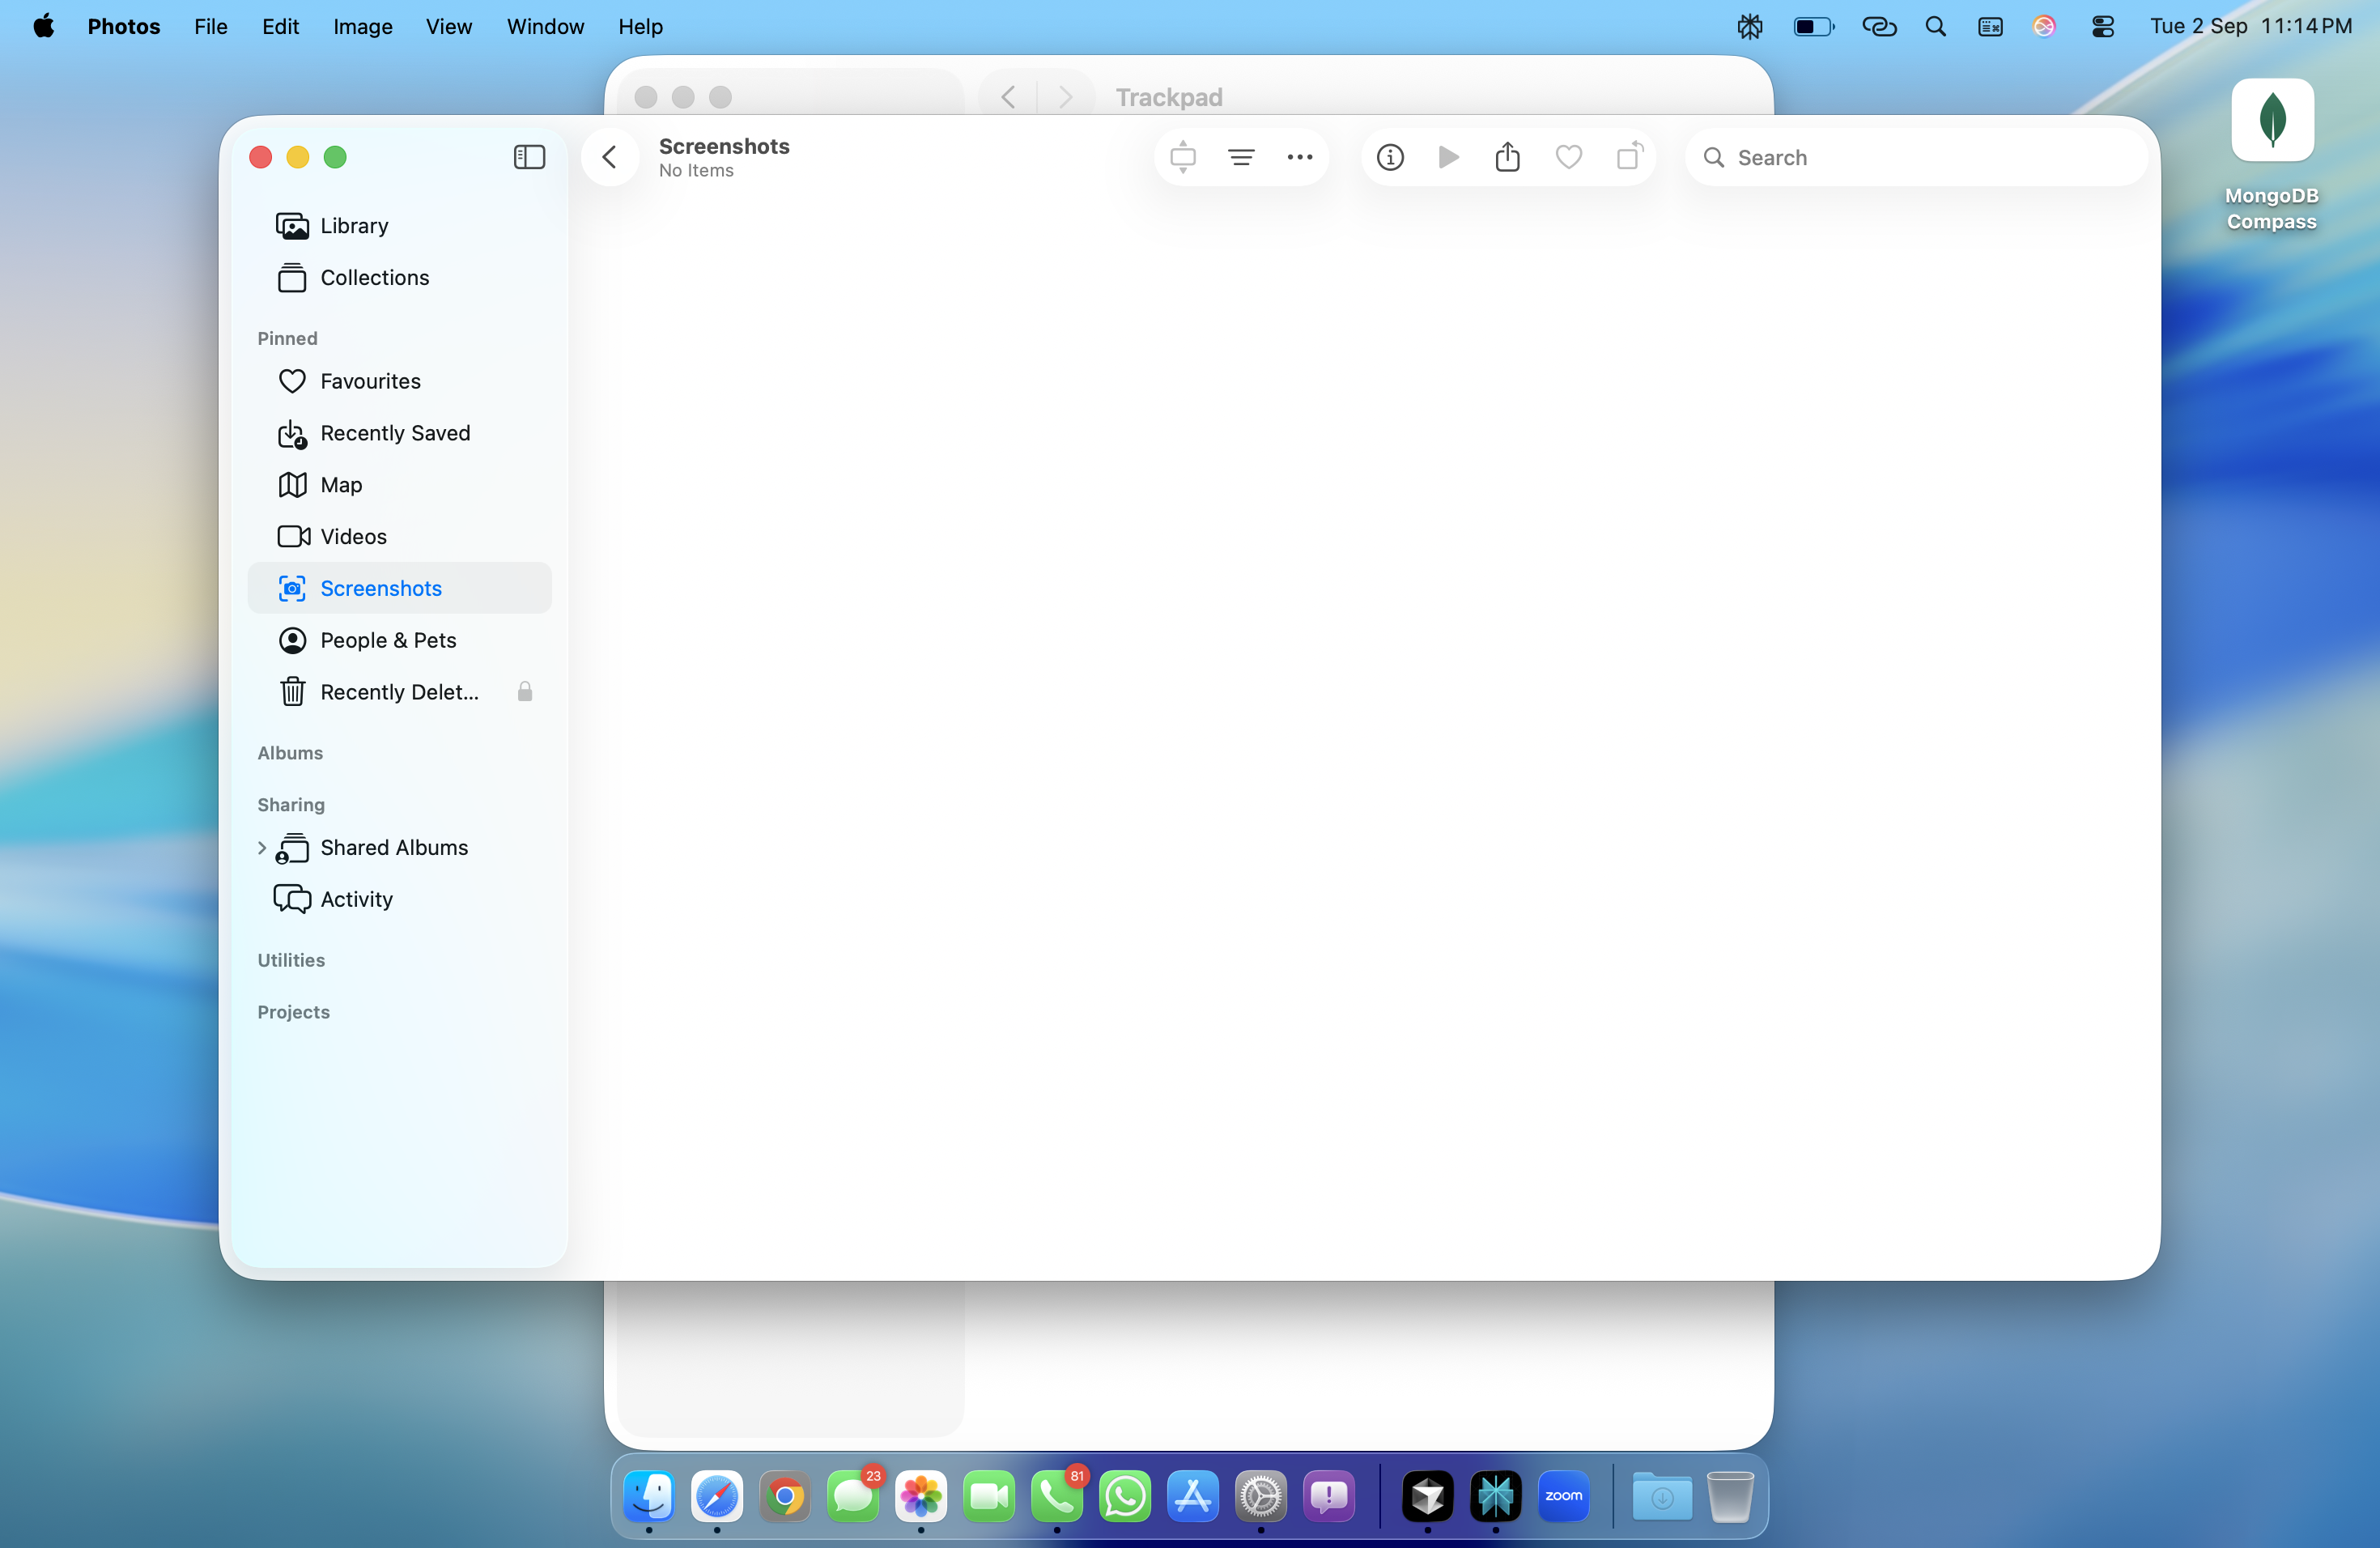 Photos File Edit Image View Window Help
Tue 2 Sep 11:14 PM
MongoDB
Compass
Trackpad
Screenshots
No Items
Search
Library
Collections
Pinned
Favourites
Recently Saved
Map
Videos
Screenshots
People & Pets
Recently Delet...
Albums
Sharing
Shared Albums
Activity
Utilities
Projects
23
81
zoom